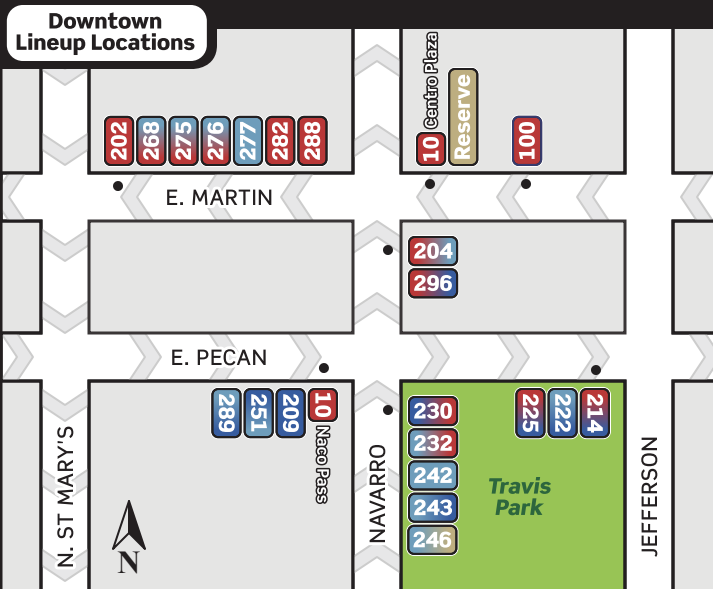 Downtown
Lineup Locations
202
268
275
276
277
282
288
10 Centro Plaza
Reserve
100
E. MARTIN
204
296
E. PECAN
289
251
209
10 Naco Pass
230
232
242
243
246
225
222
214
Travis
Park
N. ST MARY'S
NAVARRO
JEFFERSON
N